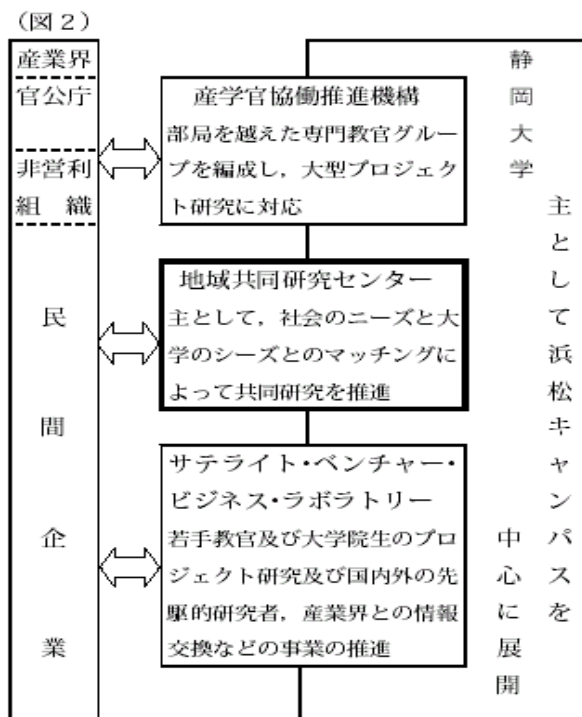 （図２）
産業界
官公庁
非営利
組織
民間企業
産学官協働推進機構
部局を越えた専門教官グルー
プを編成し，大型プロジェク
ト研究に対応
地域共同研究センター
主として，社会のニーズと大
学のシーズとのマッチングに
よって共同研究を推進
サテライト・ベンチャー・
ビジネス・ラボラトリー
若手教官及び大学院生のプロ
ジェクト研究及び国内外の先
駆的研究者，産業界との情報
交換などの事業の推進
静岡大学
主として浜松キャンパスを
中心に展開